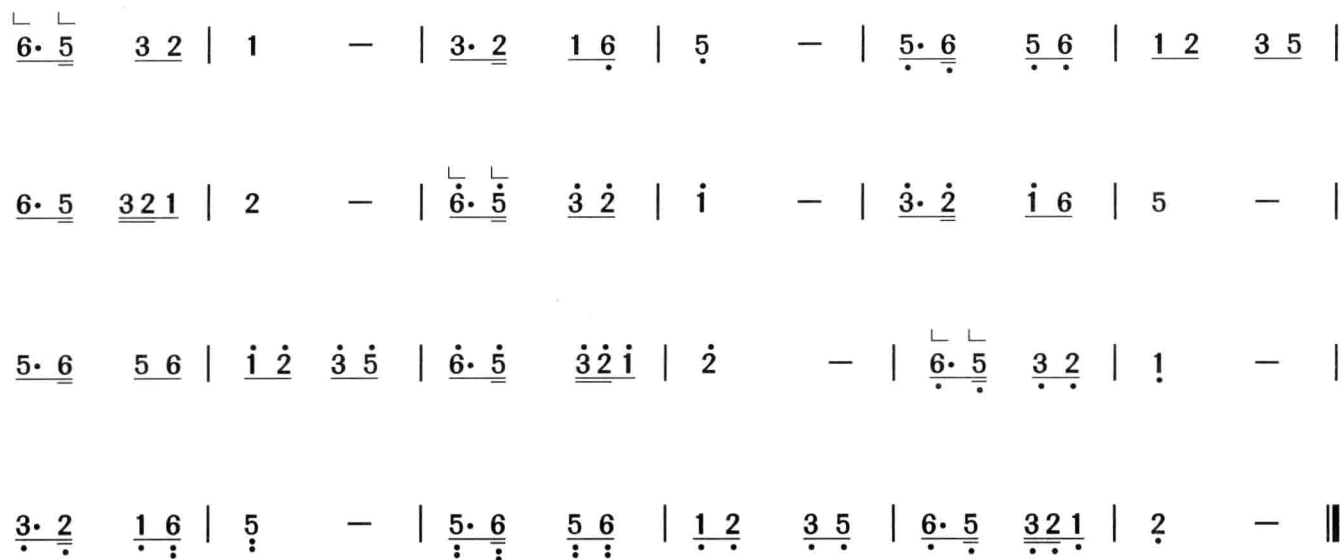 6· 5 3 2 | 1 — | 3· 2 1 6̣ | 5̣ — | 5̣· 6̣ 5̣ 6̣ | 1 2 3 5 |
6· 5 3 2 1 | 2 — | 6̇· 5̇ 3̇ 2̇ | 1̇ — | 3̇· 2̇ 1̇ 6 | 5 — |
5· 6 5 6 | 1̇ 2̇ 3̇ 5̇ | 6̇· 5̇ 3̇ 2̇ 1̇ | 2̇ — | 6̣· 5̣ 3̣ 2̣ | 1̣ — |
3̣· 2̣ 1̣ 6̣̣ | 5̣̣ — | 5̣̣· 6̣̣ 5̣̣ 6̣̣ | 1̣ 2̣ 3̣ 5̣ | 6̣· 5̣ 3̣ 2̣ 1̣ | 2̣ — ‖